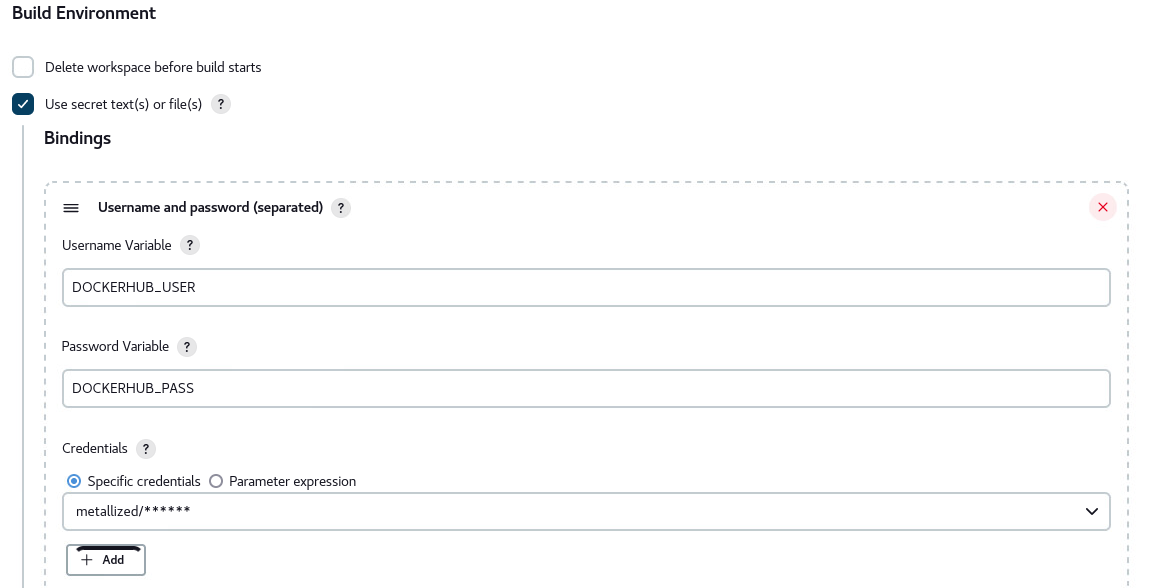 Build Environment
Delete workspace before build starts
Use secret text(s) or file(s) ?
Bindings
Username and password (separated) ?
Username Variable ?
DOCKERHUB_USER
Password Variable ?
DOCKERHUB_PASS
Credentials ?
Specific credentials Parameter expression
metallized/******
+ Add